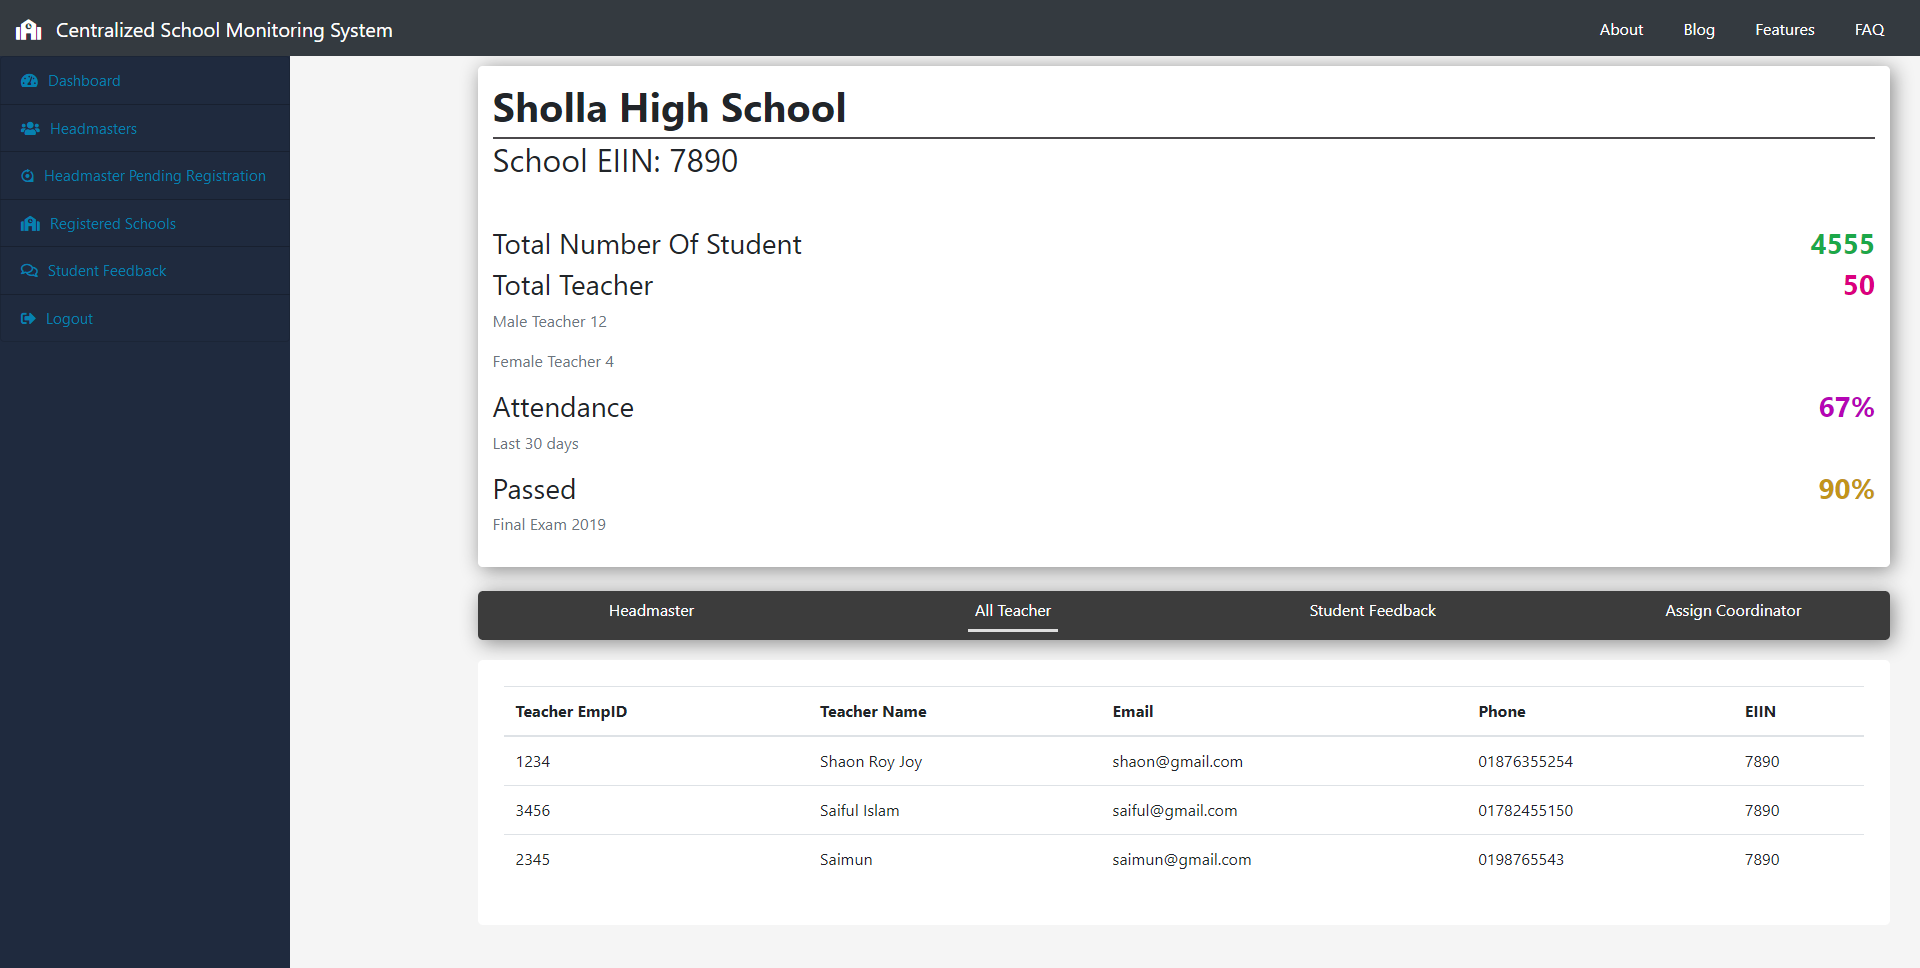 Centralized School Monitoring System
About Blog Features FAQ
Dashboard
Headmasters
Headmaster Pending Registration
Registered Schools
Student Feedback
Logout
Sholla High School
School EIIN: 7890
Total Number Of Student 4555
Total Teacher 50
Male Teacher 12
Female Teacher 4
Attendance 67%
Last 30 days
Passed 90%
Final Exam 2019
Headmaster All Teacher Student Feedback Assign Coordinator
Teacher EmpID Teacher Name Email Phone EIIN
1234 Shaon Roy Joy shaon@gmail.com 01876355254 7890
3456 Saiful Islam saiful@gmail.com 01782455150 7890
2345 Saimun saimun@gmail.com 0198765543 7890